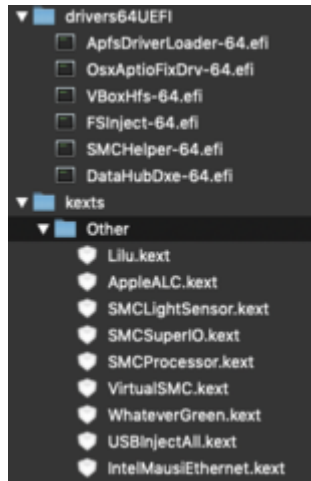 drivers64UEFI
ApfsDriverLoader-64.efi
OsxAptioFixDrv-64.efi
VBoxHfs-64.efi
FSInject-64.efi
SMCHelper-64.efi
DataHubDxe-64.efi
kexts
Other
Lilu.kext
AppleALC.kext
SMCLightSensor.kext
SMCSuperIO.kext
SMCProcessor.kext
VirtualSMC.kext
WhateverGreen.kext
USBInjectAll.kext
IntelMausiEthernet.kext